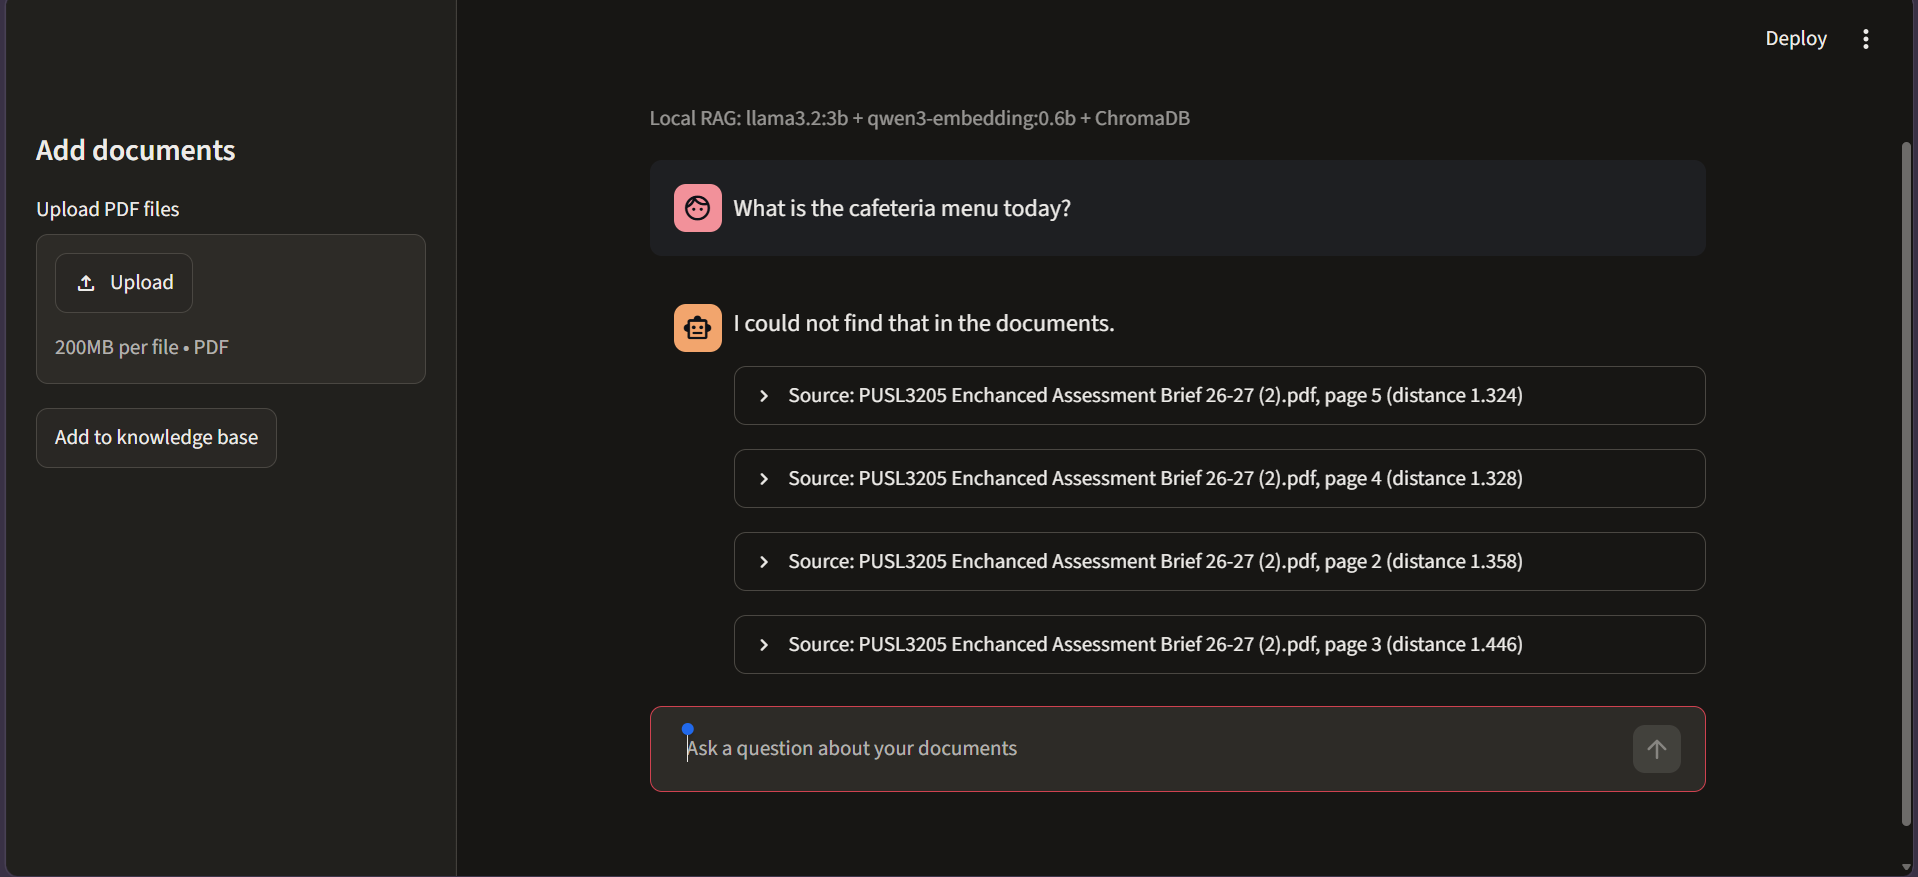 Deploy
Add documents
Upload PDF files
Upload
200MB per file • PDF
Add to knowledge base
Local RAG: llama3.2:3b + qwen3-embedding:0.6b + ChromaDB
What is the cafeteria menu today?
I could not find that in the documents.
Source: PUSL3205 Enchanced Assessment Brief 26-27 (2).pdf, page 5 (distance 1.324)
Source: PUSL3205 Enchanced Assessment Brief 26-27 (2).pdf, page 4 (distance 1.328)
Source: PUSL3205 Enchanced Assessment Brief 26-27 (2).pdf, page 2 (distance 1.358)
Source: PUSL3205 Enchanced Assessment Brief 26-27 (2).pdf, page 3 (distance 1.446)
Ask a question about your documents